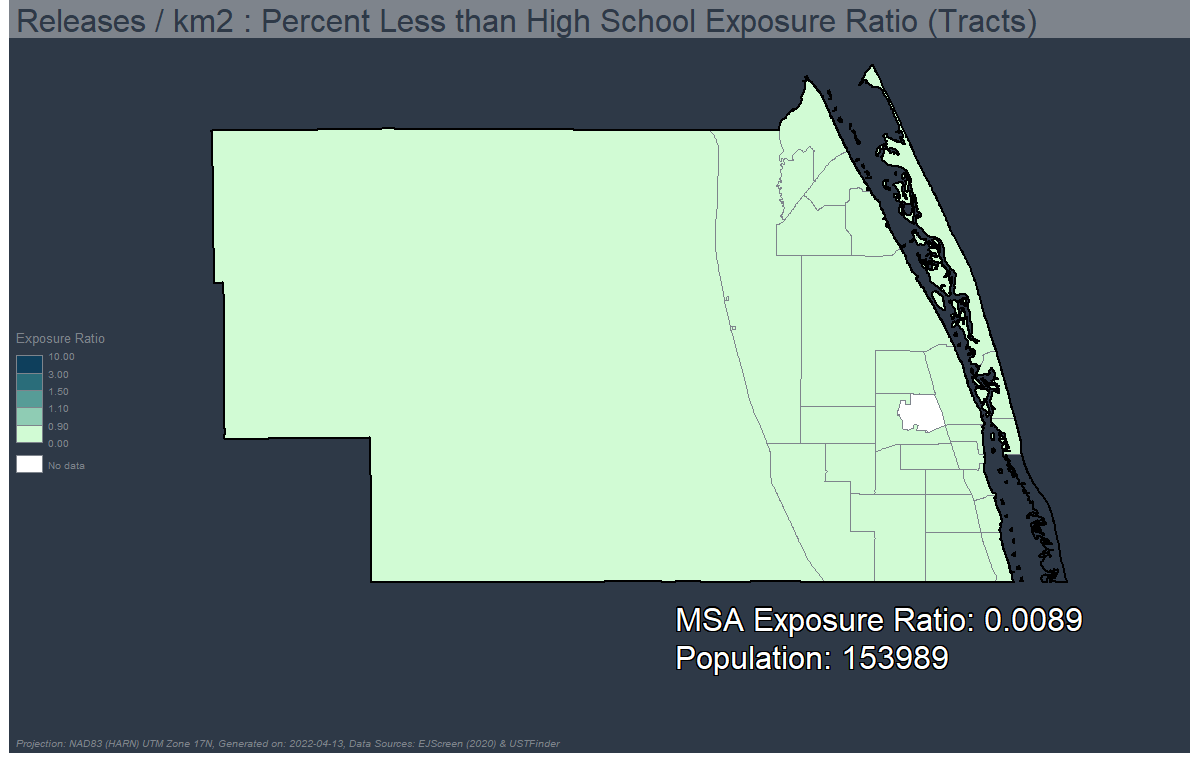 Releases / km2 : Percent Less than High School Exposure Ratio (Tracts)
Exposure Ratio
10.00
3.00
1.50
1.10
0.90
0.00
No data
MSA Exposure Ratio: 0.0089
Population: 153989
Projection: NAD83 (HARN) UTM Zone 17N, Generated on: 2022-04-13, Data Sources: EJScreen (2020) & USTFinder